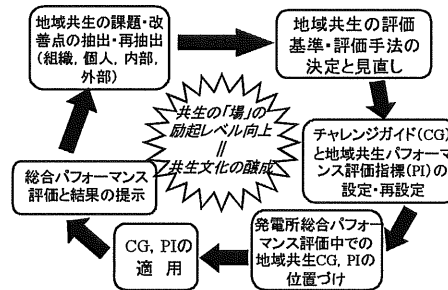 地域共生の課題・改
善点の抽出・再抽出
(組織, 個人, 内部,
外部)
地域共生の評価
基準・評価手法の
決定と見直し
チャレンジガイド(CG)
と地域共生パフォーマ
ンス評価指標(PI)の
設定・再設定
発電所総合パフォー
マンス評価中での
地域共生CG, PIの
位置づけ
CG, PIの
適 用
総合パフォーマンス
評価と結果の提示
共生の「場」の
励起レベル向上
||
共生文化の醸成